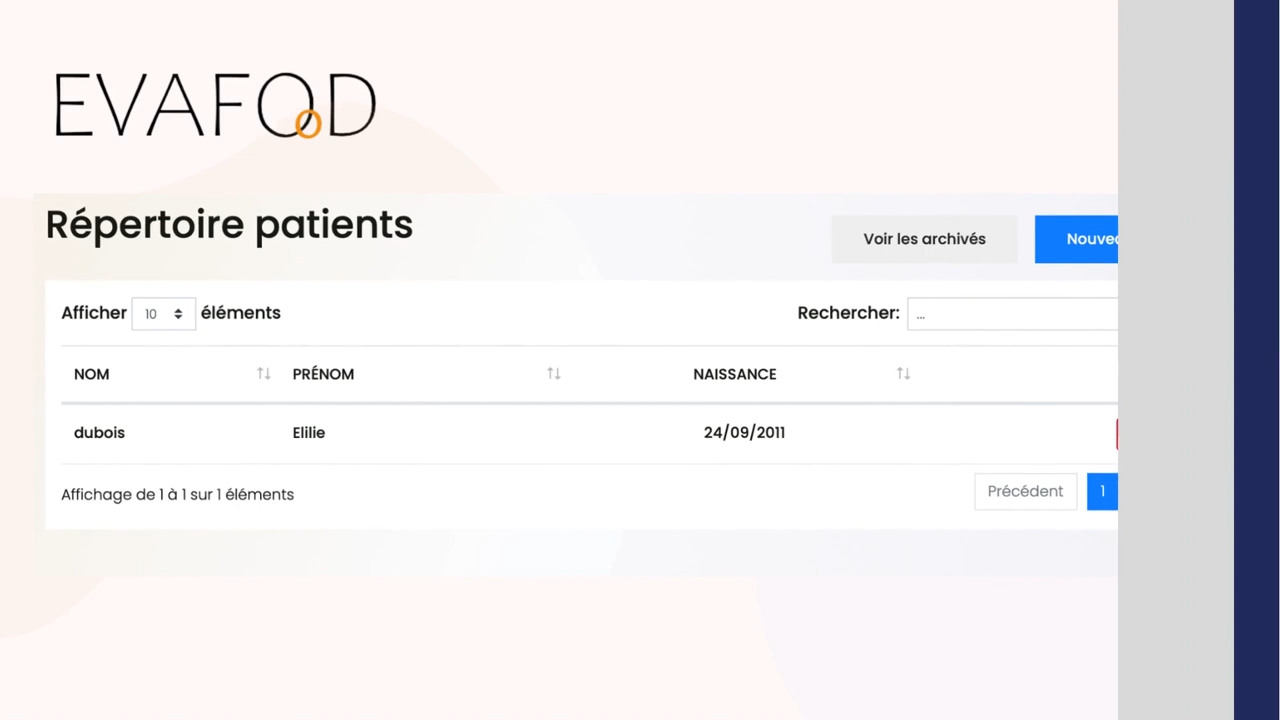 EVAFOD
Répertoire patients
Voir les archivés
Afficher 10 éléments
Rechercher: ...
NOM PRÉNOM NAISSANCE
dubois Elilie 24/09/2011
Affichage de 1 à 1 sur 1 éléments
Précédent 1